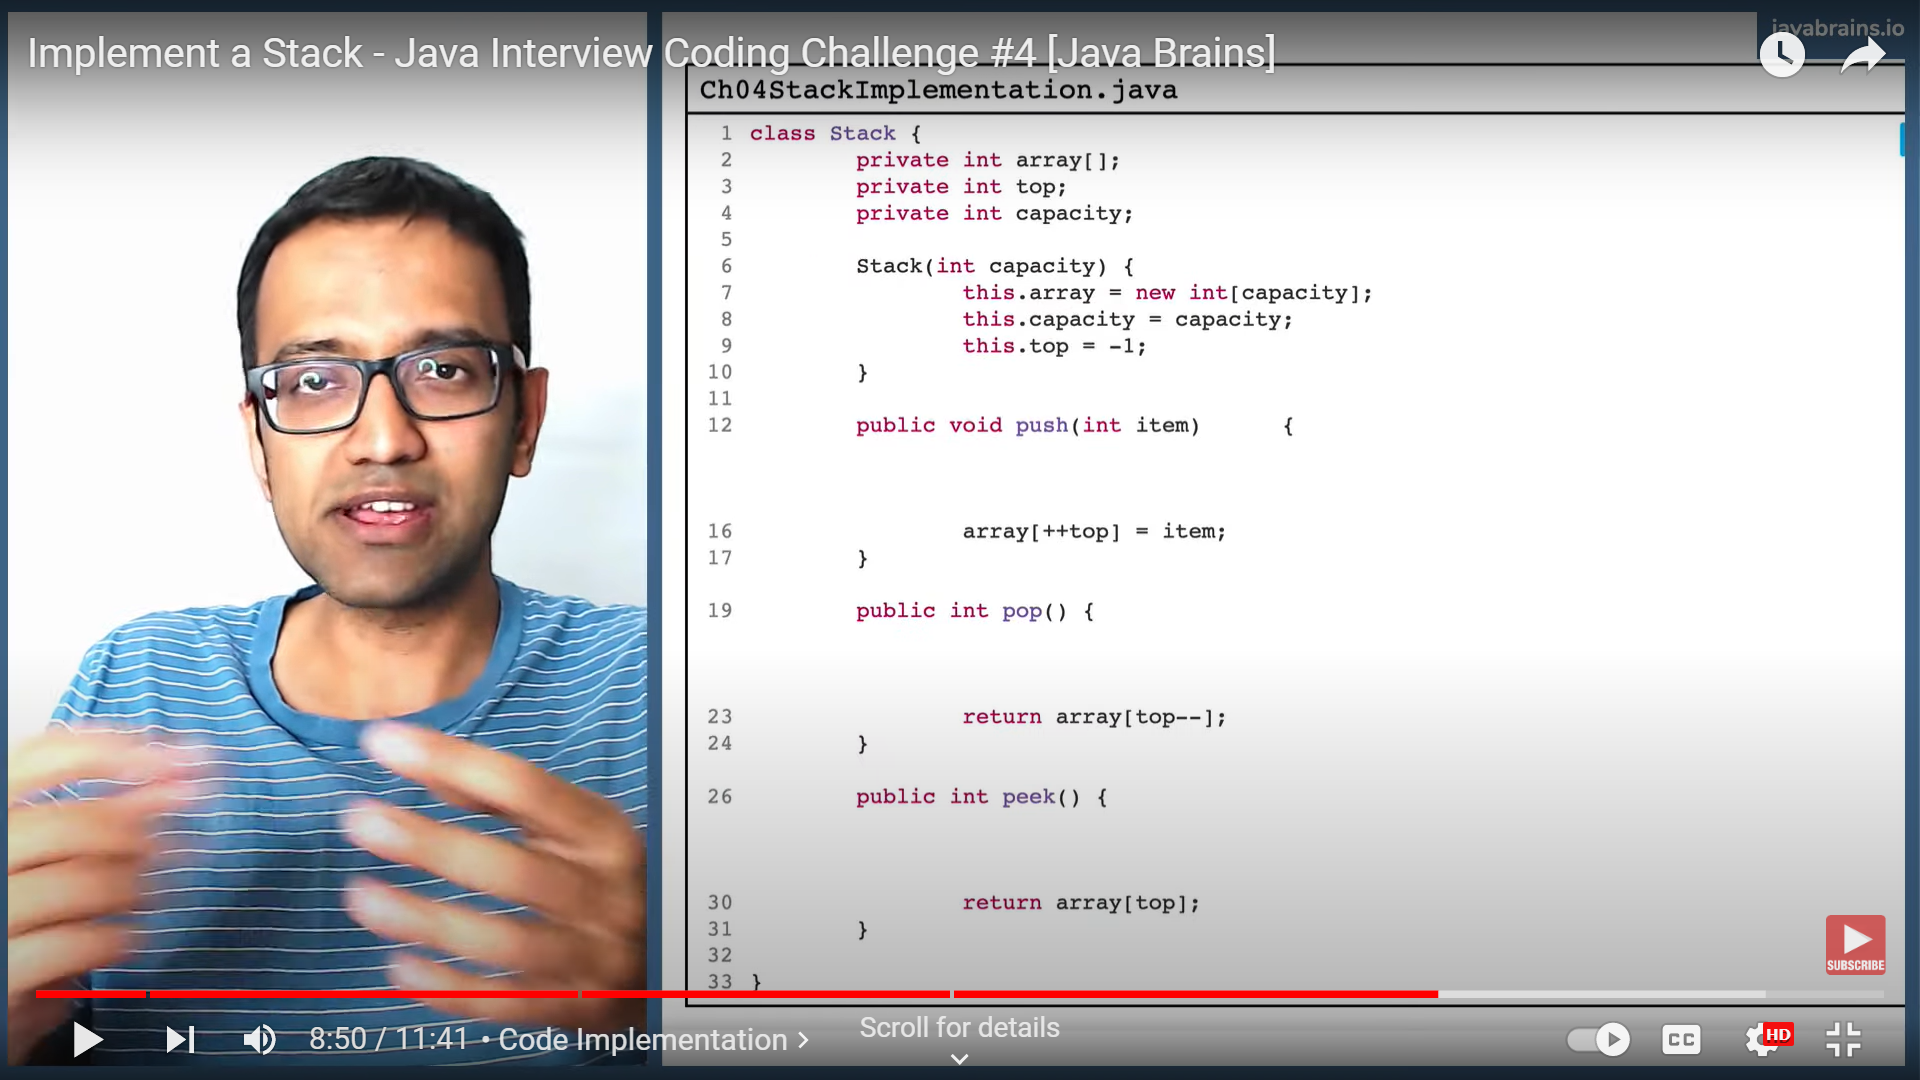 javabrains.io
Implement a Stack - Java Interview Coding Challenge #4 [Java Brains]
Ch04StackImplementation.java
1 class Stack {
2 private int array[];
3 private int top;
4 private int capacity;
5
6 Stack(int capacity) {
7 this.array = new int[capacity];
8 this.capacity = capacity;
9 this.top = -1;
10 }
11
12 public void push(int item) {
16 array[++top] = item;
17 }
19 public int pop() {
23 return array[top--];
24 }
26 public int peek() {
30 return array[top];
31 }
32
33 }
SUBSCRIBE
8:50 / 11:41 • Code Implementation
Scroll for details
CC
HD